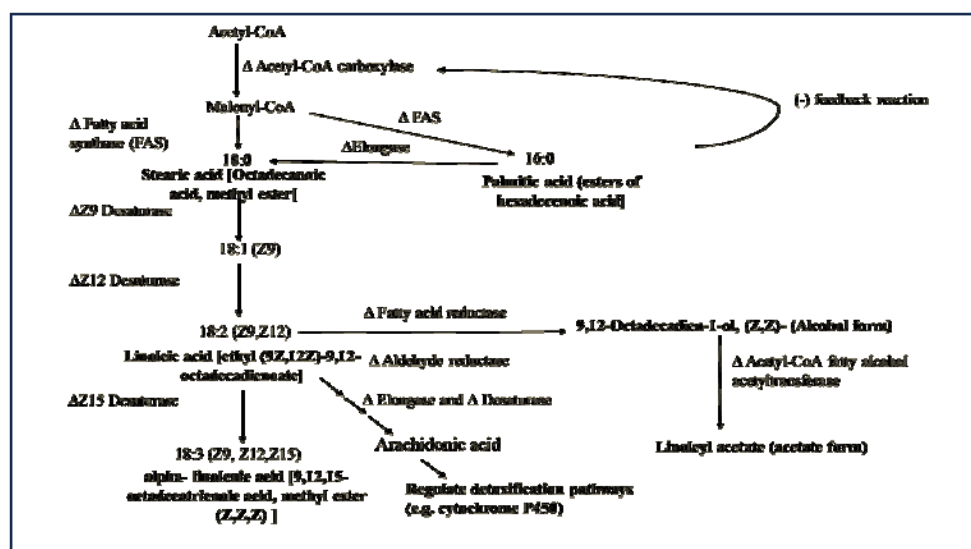 Acetyl-CoA
Δ Acetyl-CoA carboxylase
(-) feedback reaction
Malonyl-CoA
Δ FAS
Δ Fatty acid
synthase (FAS)
ΔElongase
18:0
Stearic acid [Octadecanoic
acid, methyl ester[
16:0
Palmitic acid (esters of
hexadecenoic acid]
ΔZ9 Desaturase
18:1 (Z9)
ΔZ12 Desaturase
Δ Fatty acid reductase
18:2 (Z9,Z12)
9,12-Octadecadien-1-ol, (Z,Z)- (Alcohol form)
Linoleic acid [ethyl (9Z,12Z)-9,12-
octadecadienoate]
Δ Aldehyde reductase
Δ Acetyl-CoA fatty alcohol
acetyltransferase
ΔZ15 Desaturase
Δ Elongase and Δ Desaturase
Arachidonic acid
Linoleyl acetate (acetate form)
18:3 (Z9, Z12,Z15)
alpha- linolenic acid [9,12,15-
octadecatrienoic acid, methyl ester
(Z,Z,Z) ]
Regulate detoxification pathways
(e.g. cytochrome P450)